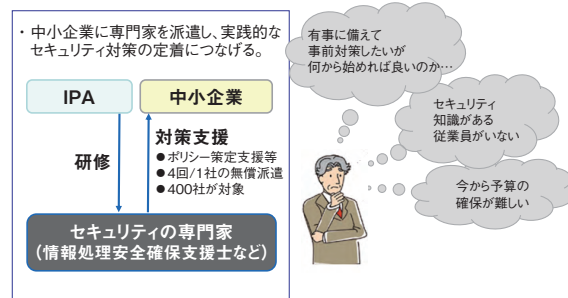 ・中小企業に専門家を派遣し、実践的な
セキュリティ対策の定着につなげる。
IPA
中小企業
研修
対策支援
●ポリシー策定支援等
●4回/1社の無償派遣
●400社が対象
セキュリティの専門家
(情報処理安全確保支援士など)
有事に備えて
事前対策したいが
何から始めれば良いのか…
セキュリティ
知識がある
従業員がいない
今から予算の
確保が難しい